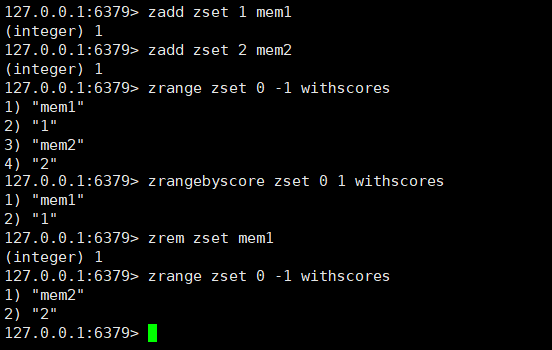 127.0.0.1:6379> zadd zset 1 mem1
(integer) 1
127.0.0.1:6379> zadd zset 2 mem2
(integer) 1
127.0.0.1:6379> zrange zset 0 -1 withscores
1) "mem1"
2) "1"
3) "mem2"
4) "2"
127.0.0.1:6379> zrangebyscore zset 0 1 withscores
1) "mem1"
2) "1"
127.0.0.1:6379> zrem zset mem1
(integer) 1
127.0.0.1:6379> zrange zset 0 -1 withscores
1) "mem2"
2) "2"
127.0.0.1:6379>